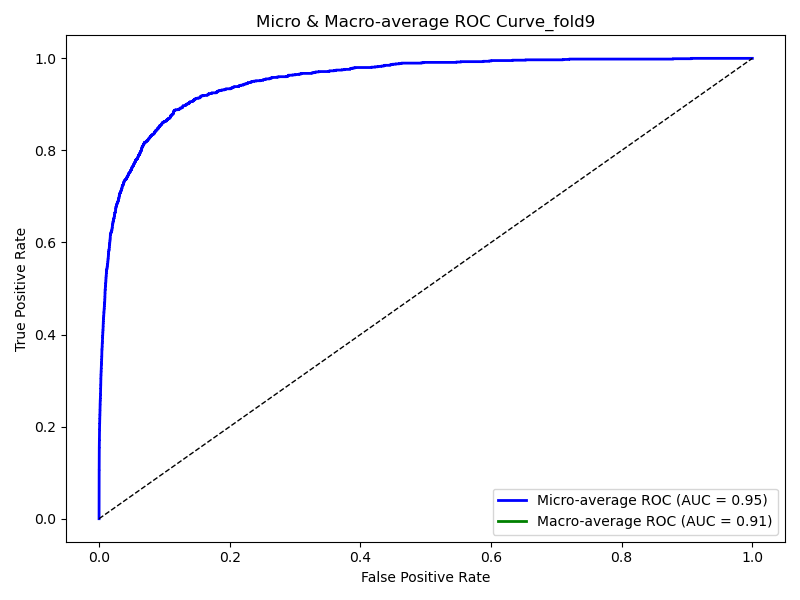 Micro & Macro-average ROC Curve_fold9
True Positive Rate
1.0
0.8
0.6
0.4
0.2
0.0
Micro-average ROC (AUC = 0.95)
Macro-average ROC (AUC = 0.91)
0.0 0.2 0.4 0.6 0.8 1.0
False Positive Rate